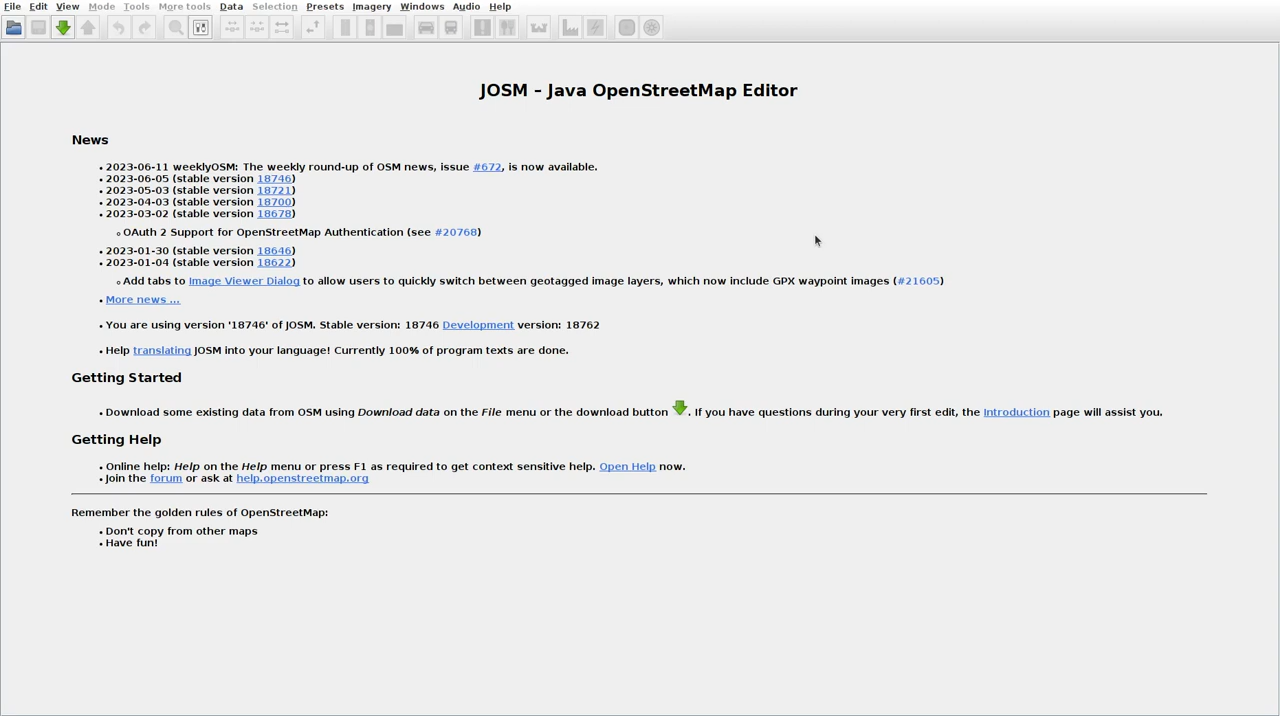 File Edit View Mode Tools More tools Data Selection Presets Imagery Windows Audio Help
JOSM – Java OpenStreetMap Editor
News
2023-06-11 weeklyOSM: The weekly round-up of OSM news, issue #672, is now available.
2023-06-05 (stable version 18746)
2023-05-03 (stable version 18721)
2023-04-03 (stable version 18700)
2023-03-02 (stable version 18678)
OAuth 2 Support for OpenStreetMap Authentication (see #20768)
2023-01-30 (stable version 18646)
2023-01-04 (stable version 18622)
Add tabs to Image Viewer Dialog to allow users to quickly switch between geotagged image layers, which now include GPX waypoint images (#21605)
More news ...
You are using version '18746' of JOSM. Stable version: 18746 Development version: 18762
Help translating JOSM into your language! Currently 100% of program texts are done.
Getting Started
Download some existing data from OSM using Download data on the File menu or the download button . If you have questions during your very first edit, the Introduction page will assist you.
Getting Help
Online help: Help on the Help menu or press F1 as required to get context sensitive help. Open Help now.
Join the forum or ask at help.openstreetmap.org
Remember the golden rules of OpenStreetMap:
Don't copy from other maps
Have fun!